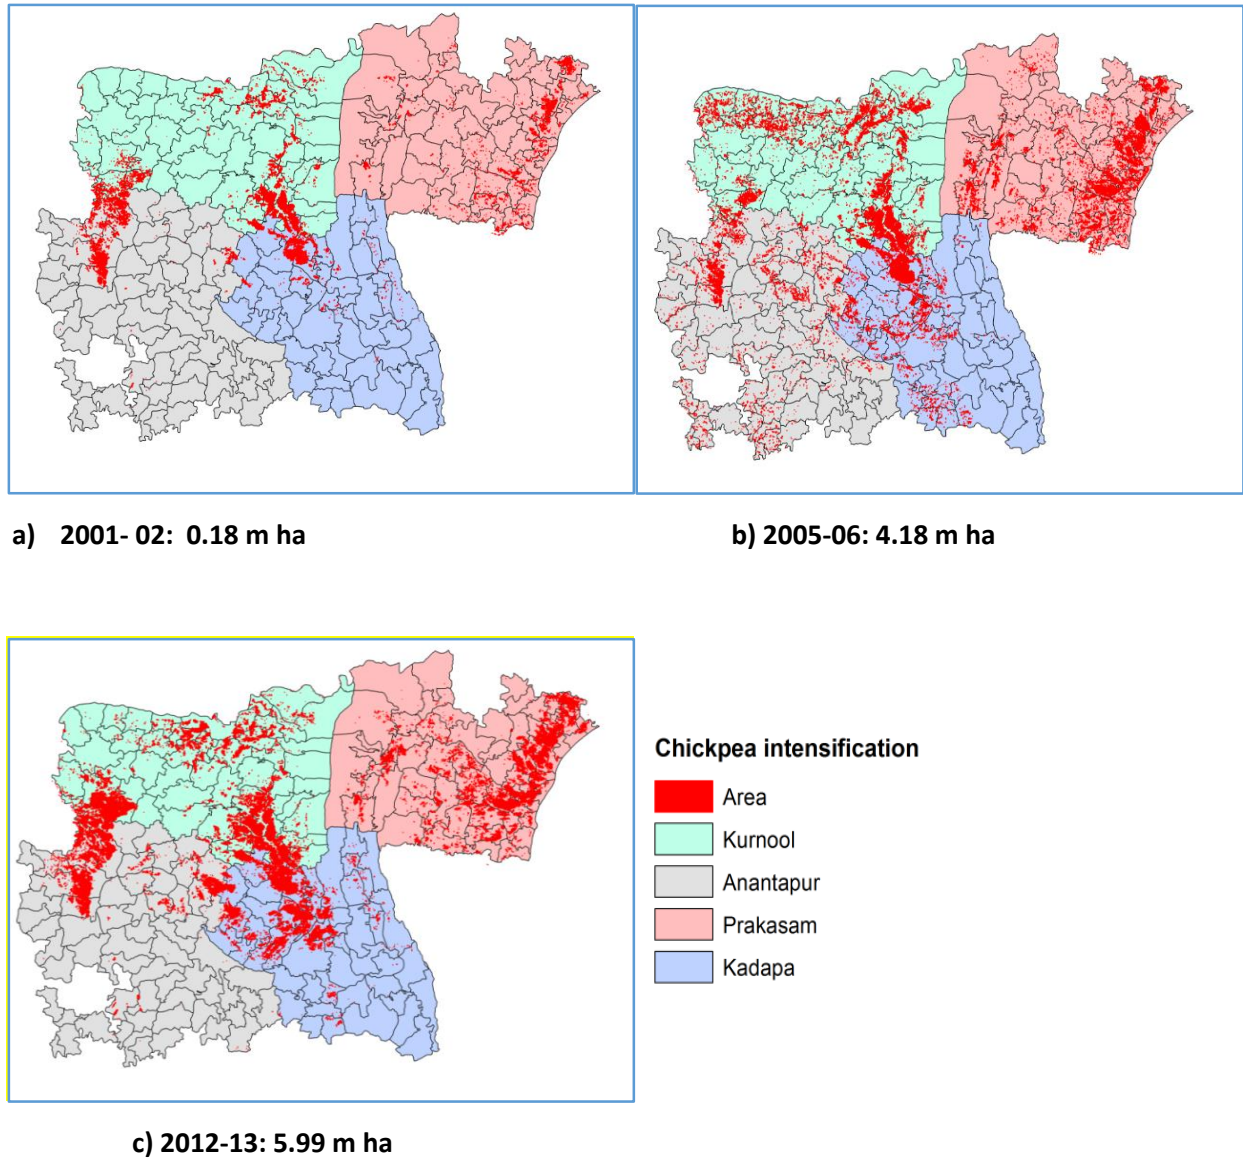 a) 2001- 02: 0.18 m ha
b) 2005-06: 4.18 m ha
Chickpea intensification
Area
Kurnool
Anantapur
Prakasam
Kadapa
c) 2012-13: 5.99 m ha